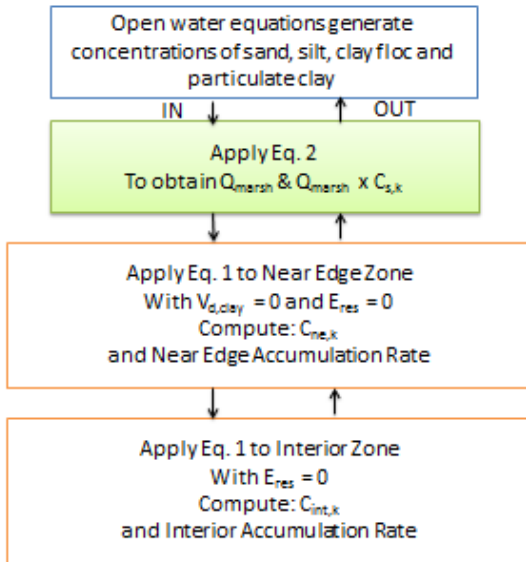 Open water equations generate
concentrations of sand, silt, clay floc and
particulate clay
IN OUT
Apply Eq. 2
To obtain Qmarsh & Qmarsh x Cs,k
Apply Eq. 1 to Near Edge Zone
With Vd,clay = 0 and Eres = 0
Compute: Cne,k
and Near Edge Accumulation Rate
Apply Eq. 1 to Interior Zone
With Eres = 0
Compute: Cint,k
and Interior Accumulation Rate